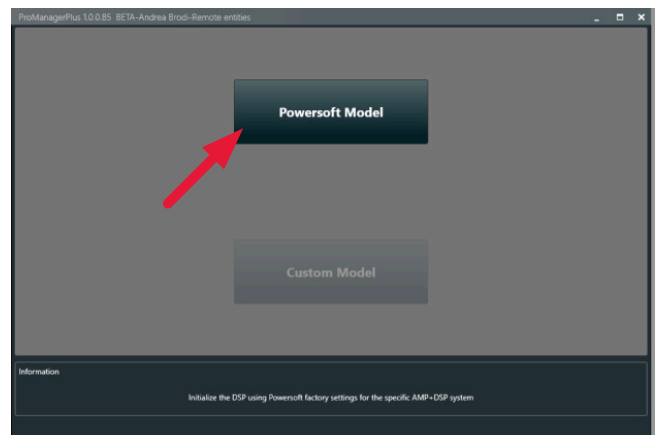 ProManagerPlus 1.0.0.85 BETA-Andrea Brodi-Remote entities
Powersoft Model
Custom Model
Information
Initialize the DSP using Powersoft factory settings for the specific AMP+DSP system